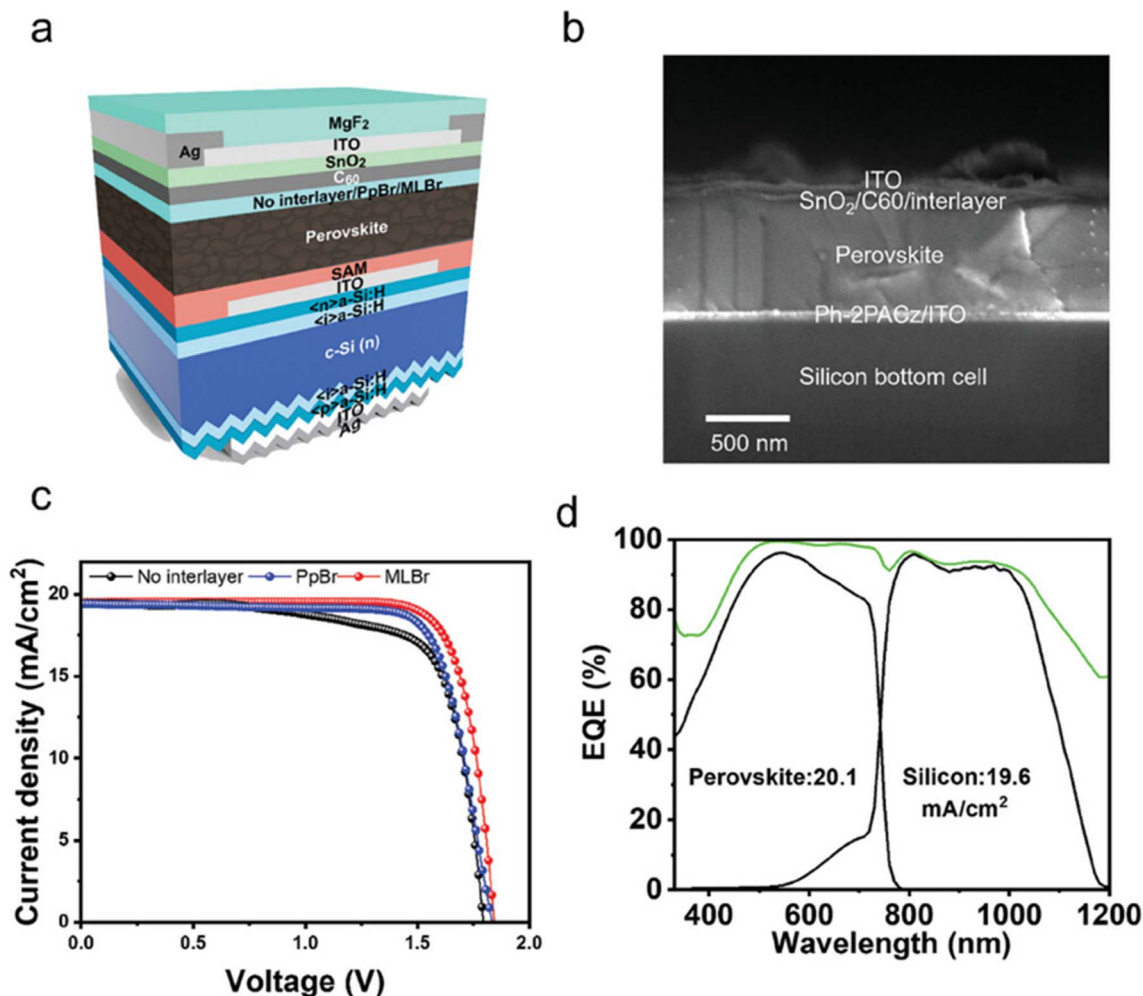 a
MgF₂
Ag
ITO
SnO₂
C₆₀
No interlayer/PpBr/MLBr
Perovskite
SAM
ITO
<n>a-Si:H
<i>a-Si:H
c-Si (n)
<i>a-Si:H
<p>a-Si:H
ITO
Ag
b
ITO
SnO₂/C60/interlayer
Perovskite
Ph-2PACz/ITO
Silicon bottom cell
500 nm
c
No interlayer PpBr MLBr
Current density (mA/cm²)
20
15
10
5
0
0.0 0.5 1.0 1.5 2.0
Voltage (V)
d
EQE (%)
100
80
60
40
20
0
Perovskite:20.1
Silicon:19.6
mA/cm²
400 600 800 1000 1200
Wavelength (nm)